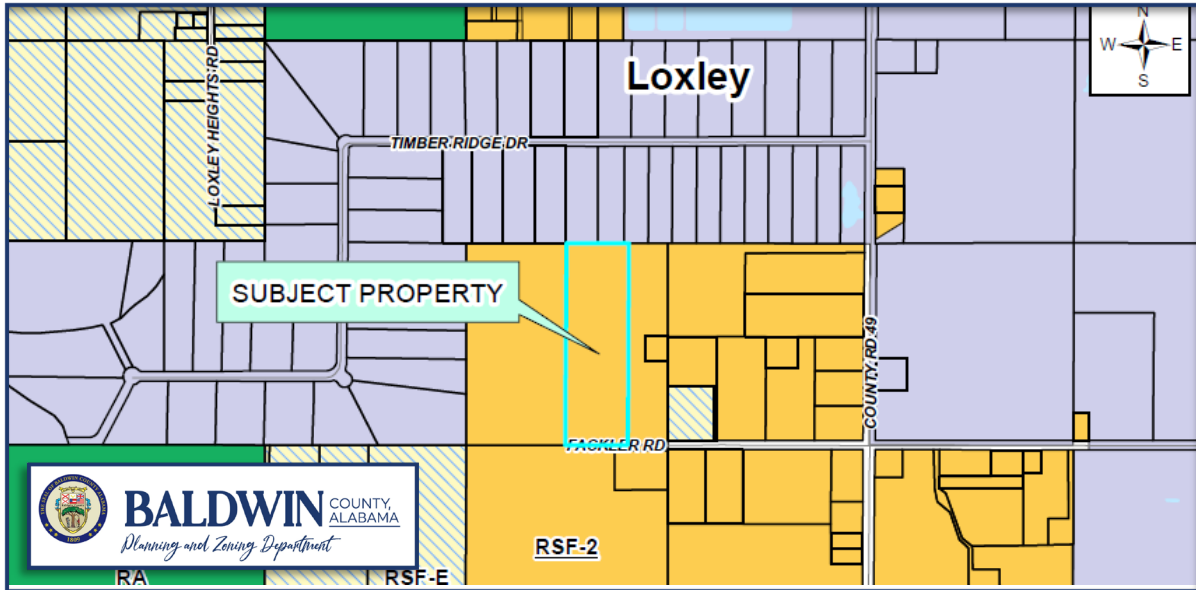 N
W E
S
Loxley
LOXLEY HEIGHTS RD
TIMBER RIDGE DR
SUBJECT PROPERTY
COUNTY RD 49
FACKLER RD
BALDWIN COUNTY, ALABAMA
Planning and Zoning Department
RSF-2
RA
RSF-E